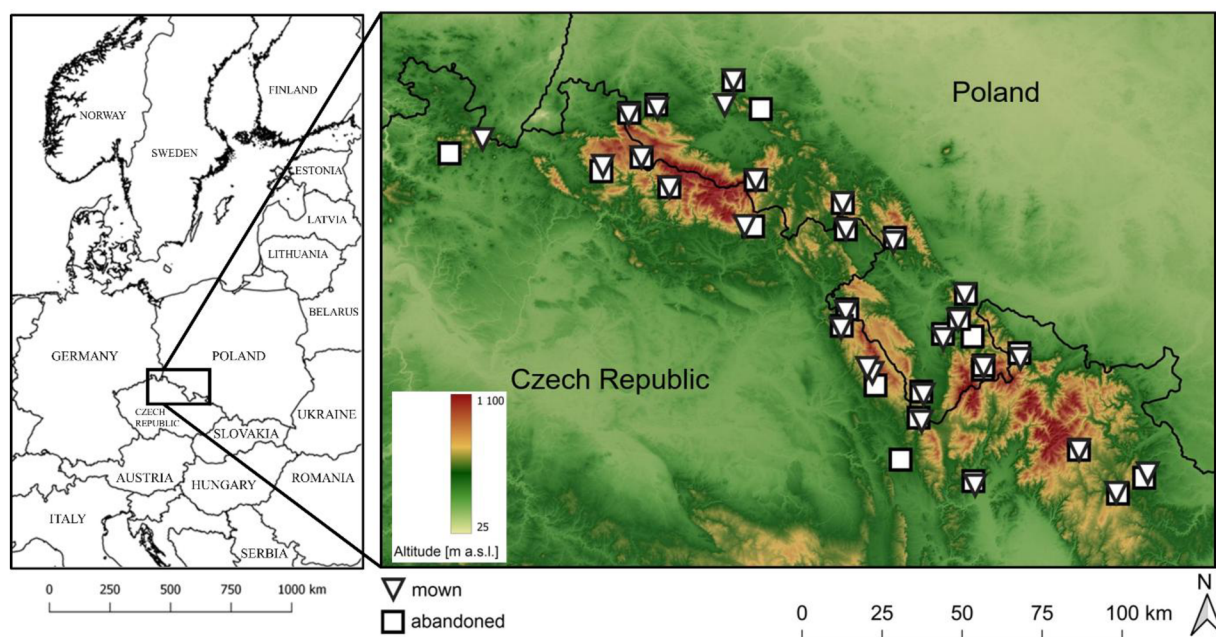 NORWAY
FINLAND
SWEDEN
ESTONIA
LATVIA
LITHUANIA
BELARUS
GERMANY
POLAND
CZECH
REPUBLIC
UKRAINE
SLOVAKIA
AUSTRIA
HUNGARY
ROMANIA
ITALY
SERBIA
0 250 500 750 1000 km
Poland
Czech Republic
1 100
25
Altitude [m a.s.l.]
mown
abandoned
0 25 50 75 100 km
N